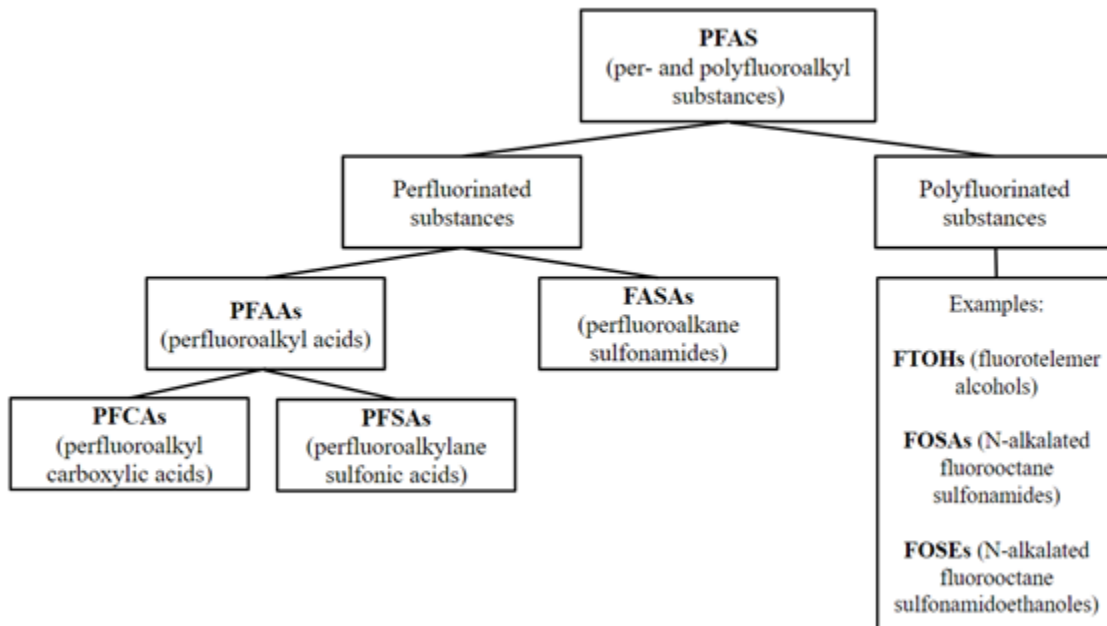 PFAS
(per- and polyfluoroalkyl
substances)
Perfluorinated
substances
Polyfluorinated
substances
PFAAs
(perfluoroalkyl acids)
FASAs
(perfluoroalkane
sulfonamides)
PFCAs
(perfluoroalkyl
carboxylic acids)
PFSAs
(perfluoroalkylane
sulfonic acids)
Examples:
FTOHs (fluorotelemer
alcohols)
FOSAs (N-alkalated
fluorooctane
sulfonamides)
FOSEs (N-alkalated
fluorooctane
sulfonamidoethanoles)